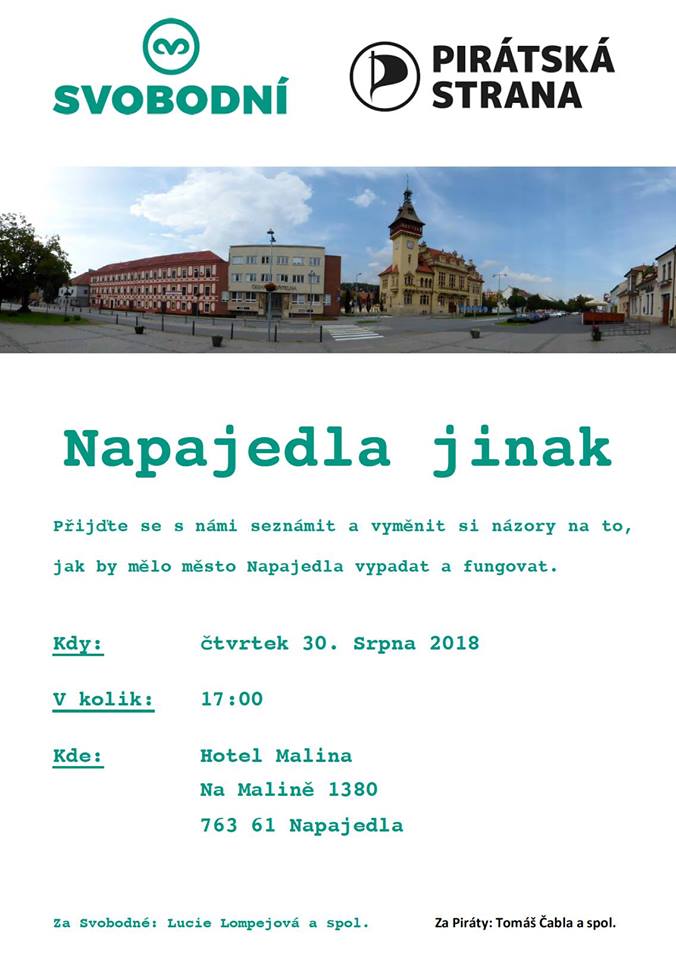 SVOBODNÍ
PIRÁTSKÁ
STRANA
Napajedla jinak
Přijďte se s námi seznámit a vyměnit si názory na to,
jak by mělo město Napajedla vypadat a fungovat.
Kdy: čtvrtek 30. Srpna 2018
V kolik: 17:00
Kde: Hotel Malina
Na Malině 1380
763 61 Napajedla
Za Svobodné: Lucie Lompejová a spol. Za Piráty: Tomáš Čabla a spol.